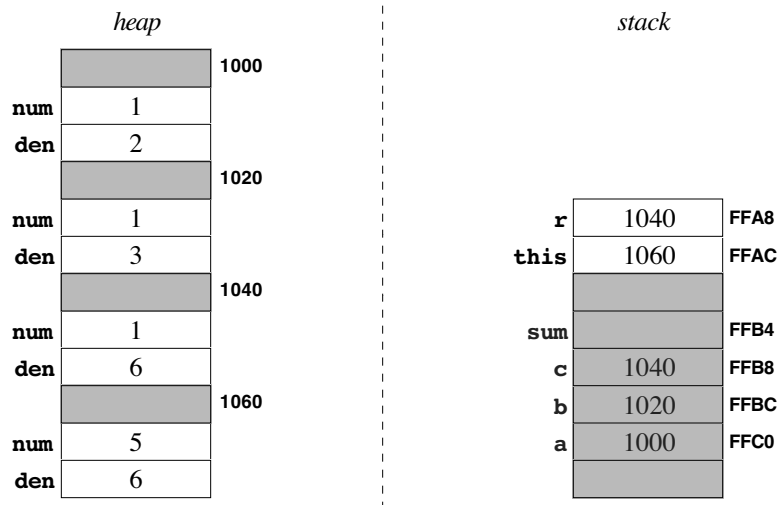 heap stack
1000
num 1
den 2
1020
num 1 r 1040 FFA8
den 3 this 1060 FFAC
1040
num 1 sum FFB4
den 6 c 1040 FFB8
1060 b 1020 FFBC
num 5 a 1000 FFC0
den 6